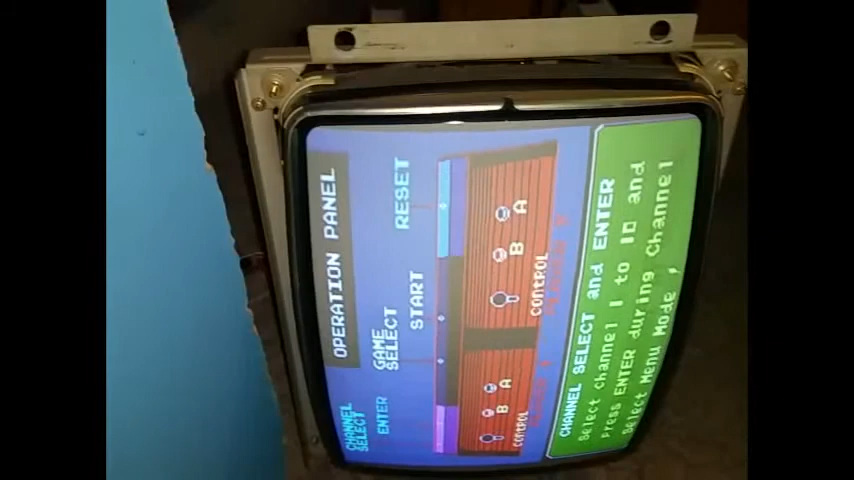 OPERATION PANEL
CHANNEL SELECT
ENTER
GAME SELECT
START
RESET
CONTROL
B
A
CONTROL
B
A
CHANNEL SELECT and ENTER
Select Channel 1 to 10 and
press ENTER during Channel
Select Menu Mode.